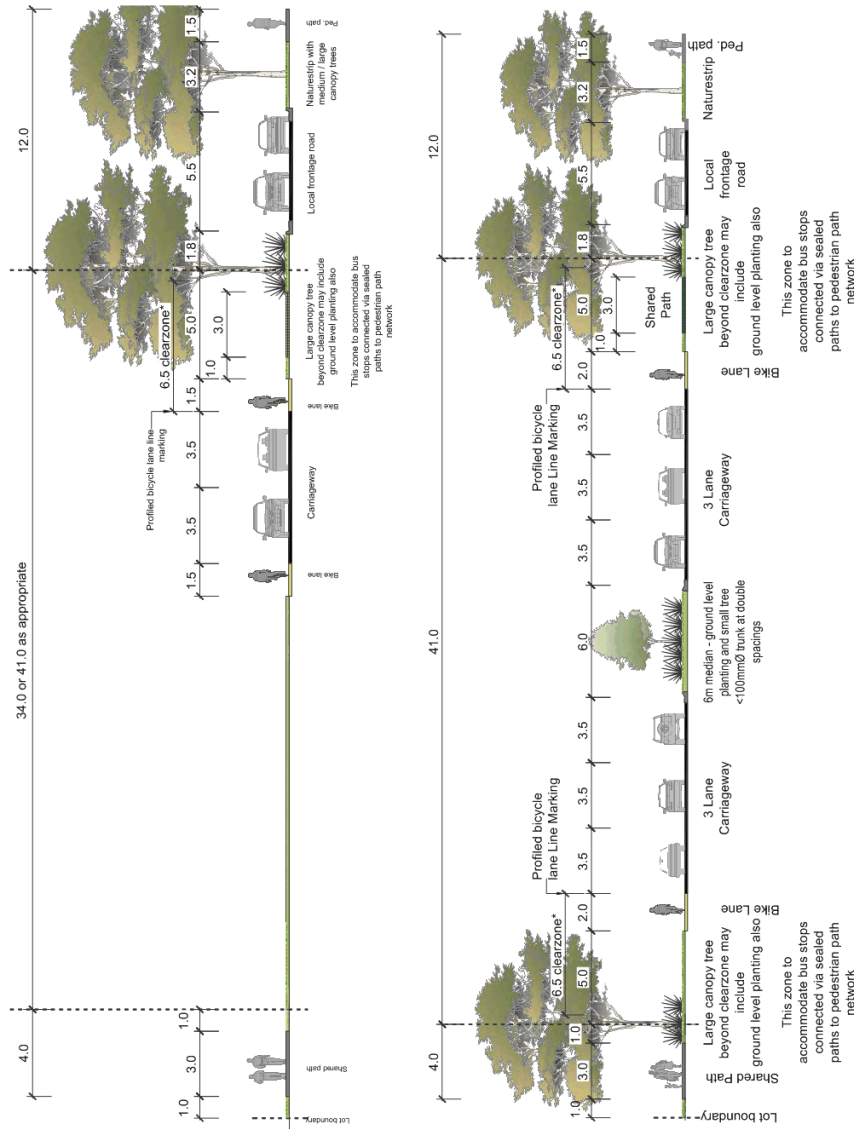 34.0 or 41.0 as appropriate
12.0
4.0
1.0
3.0
1.0
1.5
3.5
3.5
1.5
6.5 clearzone*
1.0
5.0
3.0
1.8
5.5
3.2
1.5
Profiled bicycle lane line
marking
Lot boundary
Shared path
Bike lane
Carriageway
Bike lane
Large canopy tree
beyond clearzone may include
ground level planting also
This zone to accommodate bus
stops connected via sealed
paths to pedestrian path
network
Local frontage road
Naturestrip with
medium / large
canopy trees
Ped. path
4.0
41.0
12.0
1.0
3.0
1.0
5.0
6.5 clearzone*
2.0
3.5
3.5
3.5
6.0
3.5
3.5
3.5
2.0
6.5 clearzone*
1.0
5.0
3.0
1.8
5.5
3.2
1.5
Profiled bicycle
lane Line Marking
Profiled bicycle
lane Line Marking
Lot boundary
Shared Path
Large canopy tree
beyond clearzone may
include
ground level planting also
This zone to
accommodate bus stops
connected via sealed
paths to pedestrian path
network
Bike Lane
3 Lane
Carriageway
6m median - ground level
planting and small tree
<100mmØ trunk at double
spacings
3 Lane
Carriageway
Bike Lane
Shared
Path
Large canopy tree
beyond clearzone may
include
ground level planting also
This zone to
accommodate bus stops
connected via sealed
paths to pedestrian path
network
Local
frontage
road
Naturestrip
Ped. path